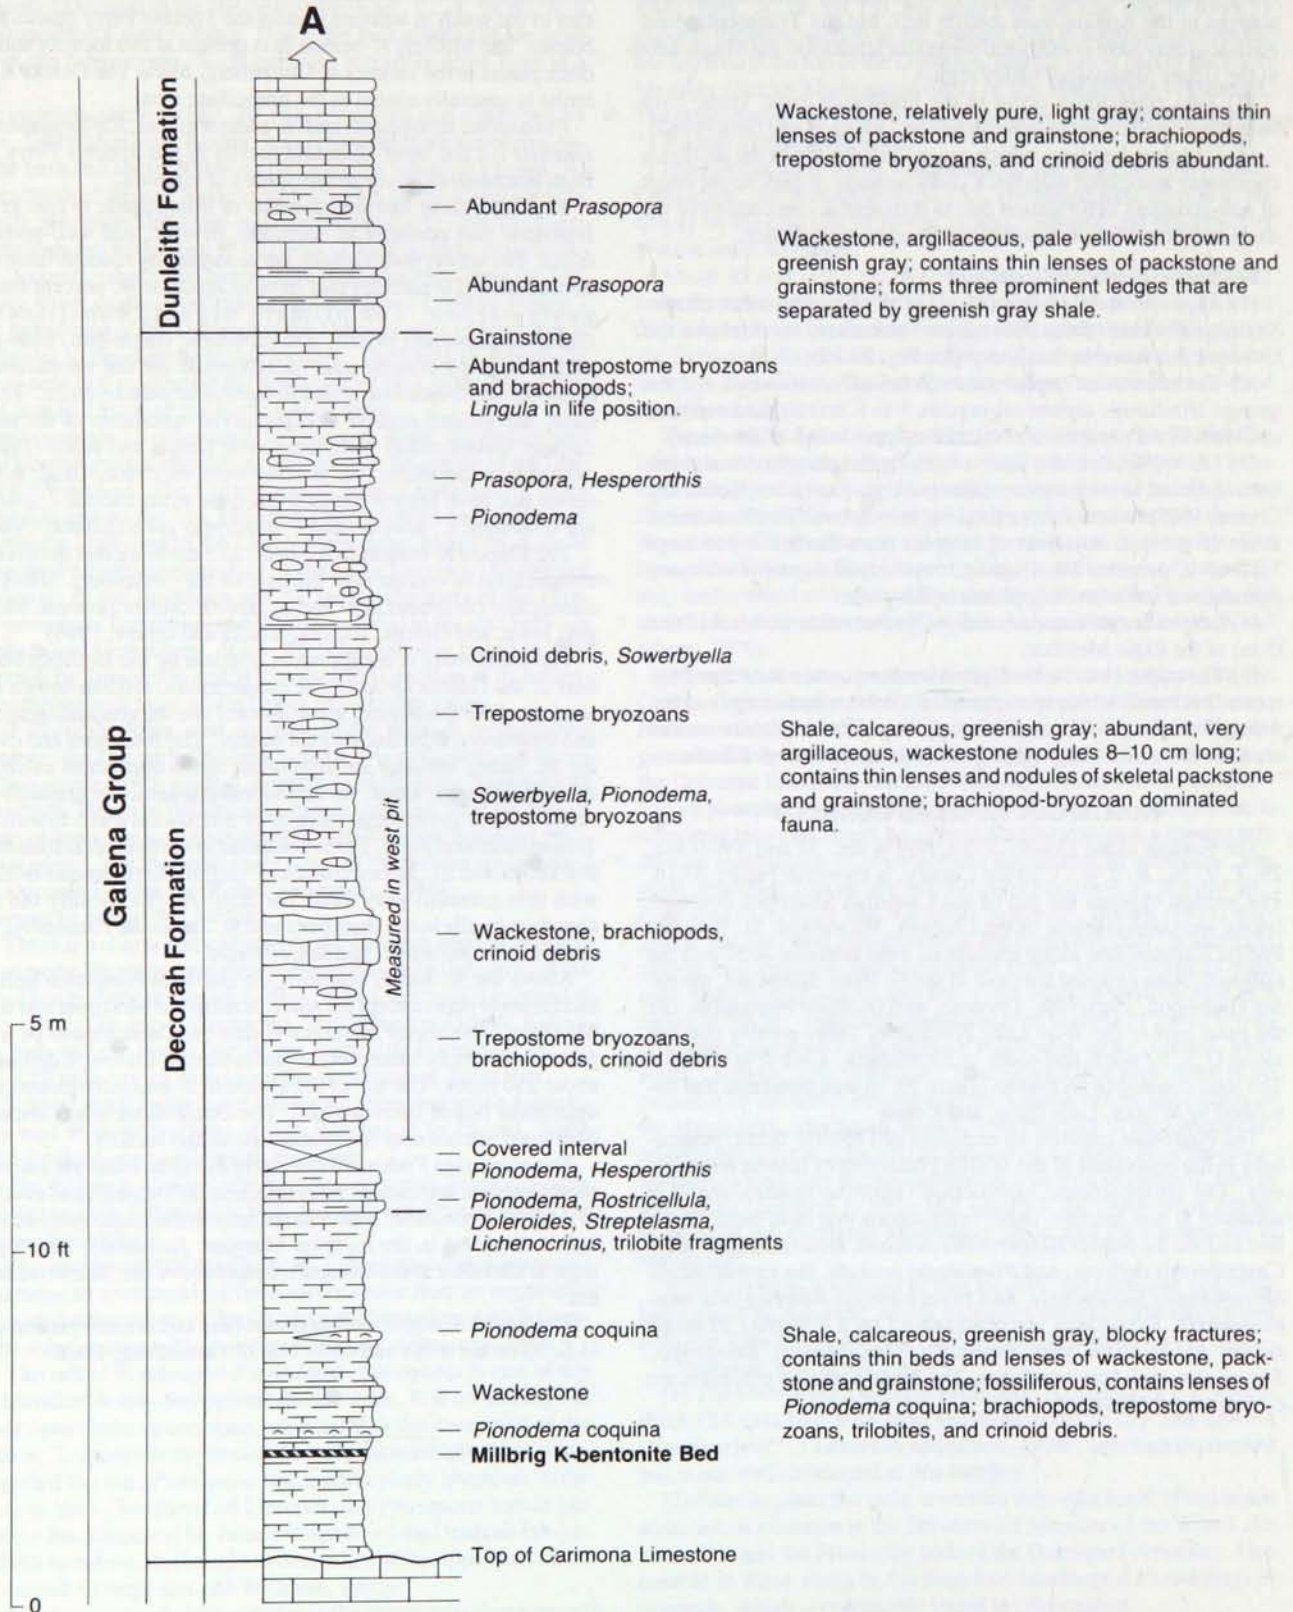 A
Dunleith Formation
Galena Group
Decorah Formation
5 m
10 ft
0
Abundant Prasopora
Abundant Prasopora
Grainstone
Abundant trepostome bryozoans
and brachiopods;
Lingula in life position.
Prasopora, Hesperorthis
Pionodema
Crinoid debris, Sowerbyella
Trepostome bryozoans
Sowerbyella, Pionodema,
trepostome bryozoans
Measured in west pit
Wackestone, brachiopods,
crinoid debris
Trepostome bryozoans,
brachiopods, crinoid debris
Covered interval
Pionodema, Hesperorthis
Pionodema, Rostricellula,
Doleroides, Streptelasma,
Lichenocrinus, trilobite fragments
Pionodema coquina
Wackestone
Pionodema coquina
Millbrig K-bentonite Bed
Top of Carimona Limestone
Wackestone, relatively pure, light gray; contains thin
lenses of packstone and grainstone; brachiopods,
trepostome bryozoans, and crinoid debris abundant.
Wackestone, argillaceous, pale yellowish brown to
greenish gray; contains thin lenses of packstone and
grainstone; forms three prominent ledges that are
separated by greenish gray shale.
Shale, calcareous, greenish gray; abundant, very
argillaceous, wackestone nodules 8–10 cm long;
contains thin lenses and nodules of skeletal packstone
and grainstone; brachiopod-bryozoan dominated
fauna.
Shale, calcareous, greenish gray, blocky fractures;
contains thin beds and lenses of wackestone, pack-
stone and grainstone; fossiliferous, contains lenses of
Pionodema coquina; brachiopods, trepostome bryo-
zoans, trilobites, and crinoid debris.